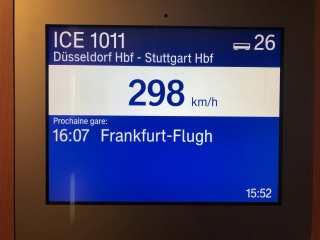 ICE 1011 26
Düsseldorf Hbf - Stuttgart Hbf
298 km/h
Prochaine gare:
16:07 Frankfurt-Flugh
15:52